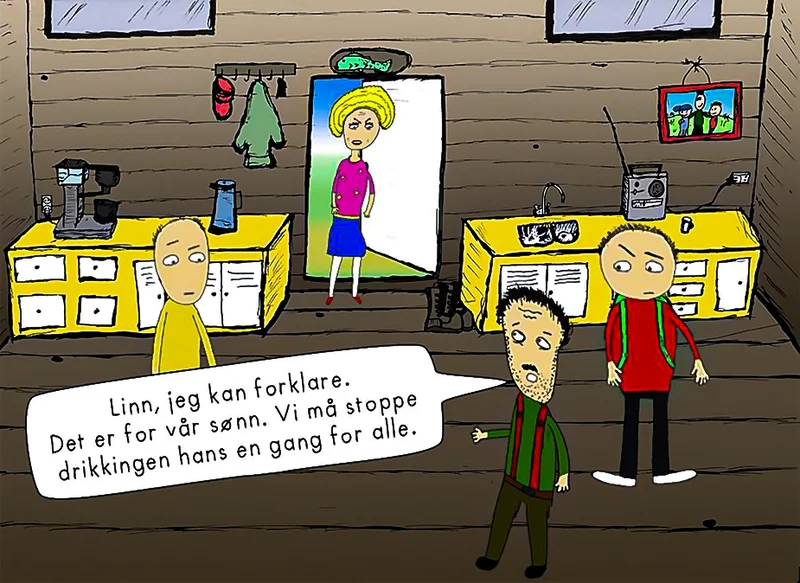 Linn, jeg kan forklare.
Det er for vår sønn. Vi må stoppe
drikkingen hans en gang for alle.